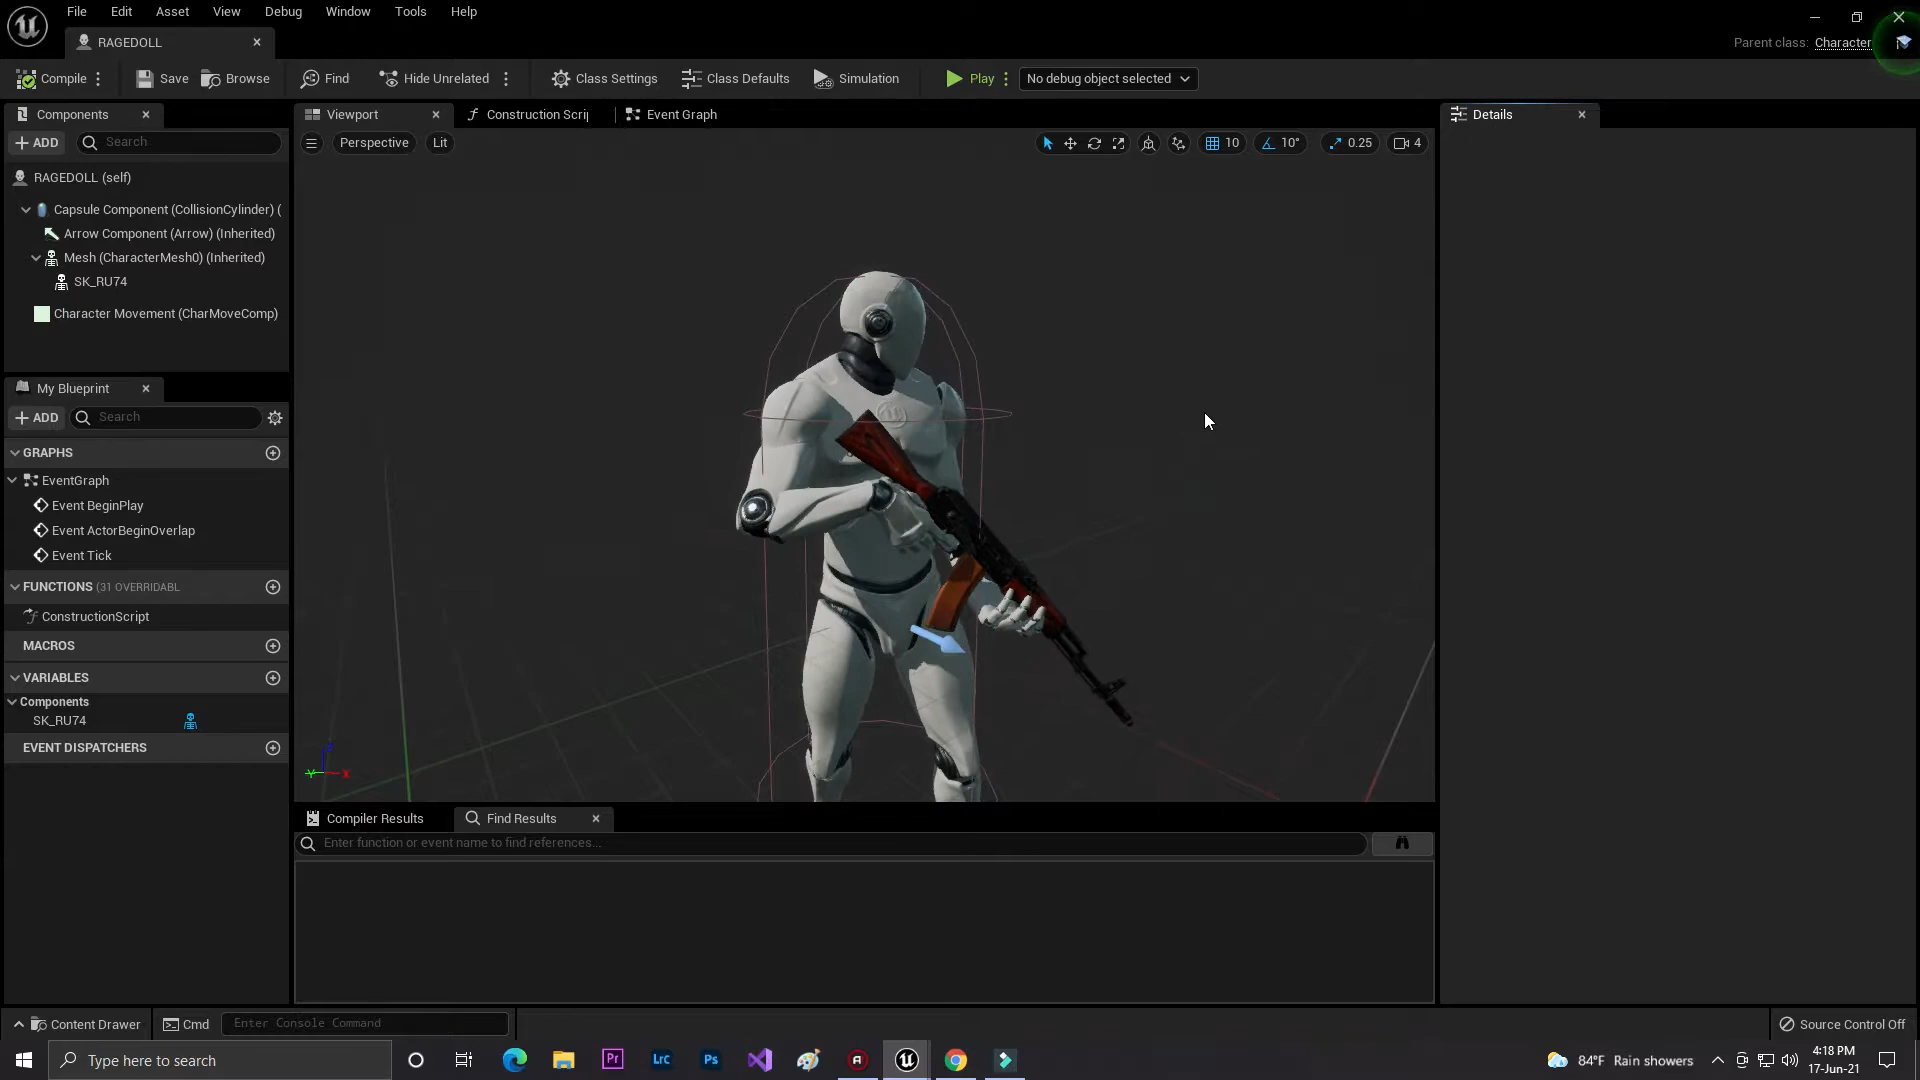 File Edit Asset View Debug Window Tools Help
RAGEDOLL
Parent class: Character
Compile Save Browse Find Hide Unrelated Class Settings Class Defaults Simulation Play No debug object selected
Components
Viewport Construction Scrip Event Graph
Details
ADD Search
Perspective Lit
10 10° 0.25 4
RAGEDOLL (self)
Capsule Component (CollisionCylinder) (
Arrow Component (Arrow) (Inherited)
Mesh (CharacterMesh0) (Inherited)
SK_RU74
Character Movement (CharMoveComp)
My Blueprint
ADD Search
GRAPHS
EventGraph
Event BeginPlay
Event ActorBeginOverlap
Event Tick
FUNCTIONS (31 OVERRIDABL
ConstructionScript
MACROS
VARIABLES
Components
SK_RU74
EVENT DISPATCHERS
Z
Y X
Compiler Results Find Results
Enter function or event name to find references...
Content Drawer Cmd Enter Console Command Source Control Off
Type here to search
Pr Lrc Ps
84°F Rain showers
4:18 PM
17-Jun-21